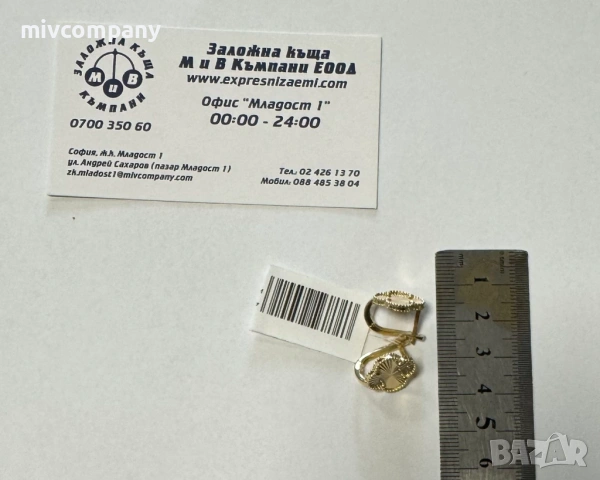 mivcompany
ЗАЛОЖНА КЪЩА
М и В
КЪМПАНИ
0700 350 60
Заложна къща
М и В Къмпани ЕООД
www.expresnizaemi.com
Офис "Младост 1"
00:00 - 24:00
София, ж.к. Младост 1
ул. Андрей Сахаров (пазар Младост 1)
zk.mladost1@mivcompany.com
Тел.: 02 426 13 70
Мобил.: 088 485 38 04
1
2
3
4
5
6
BAZAR